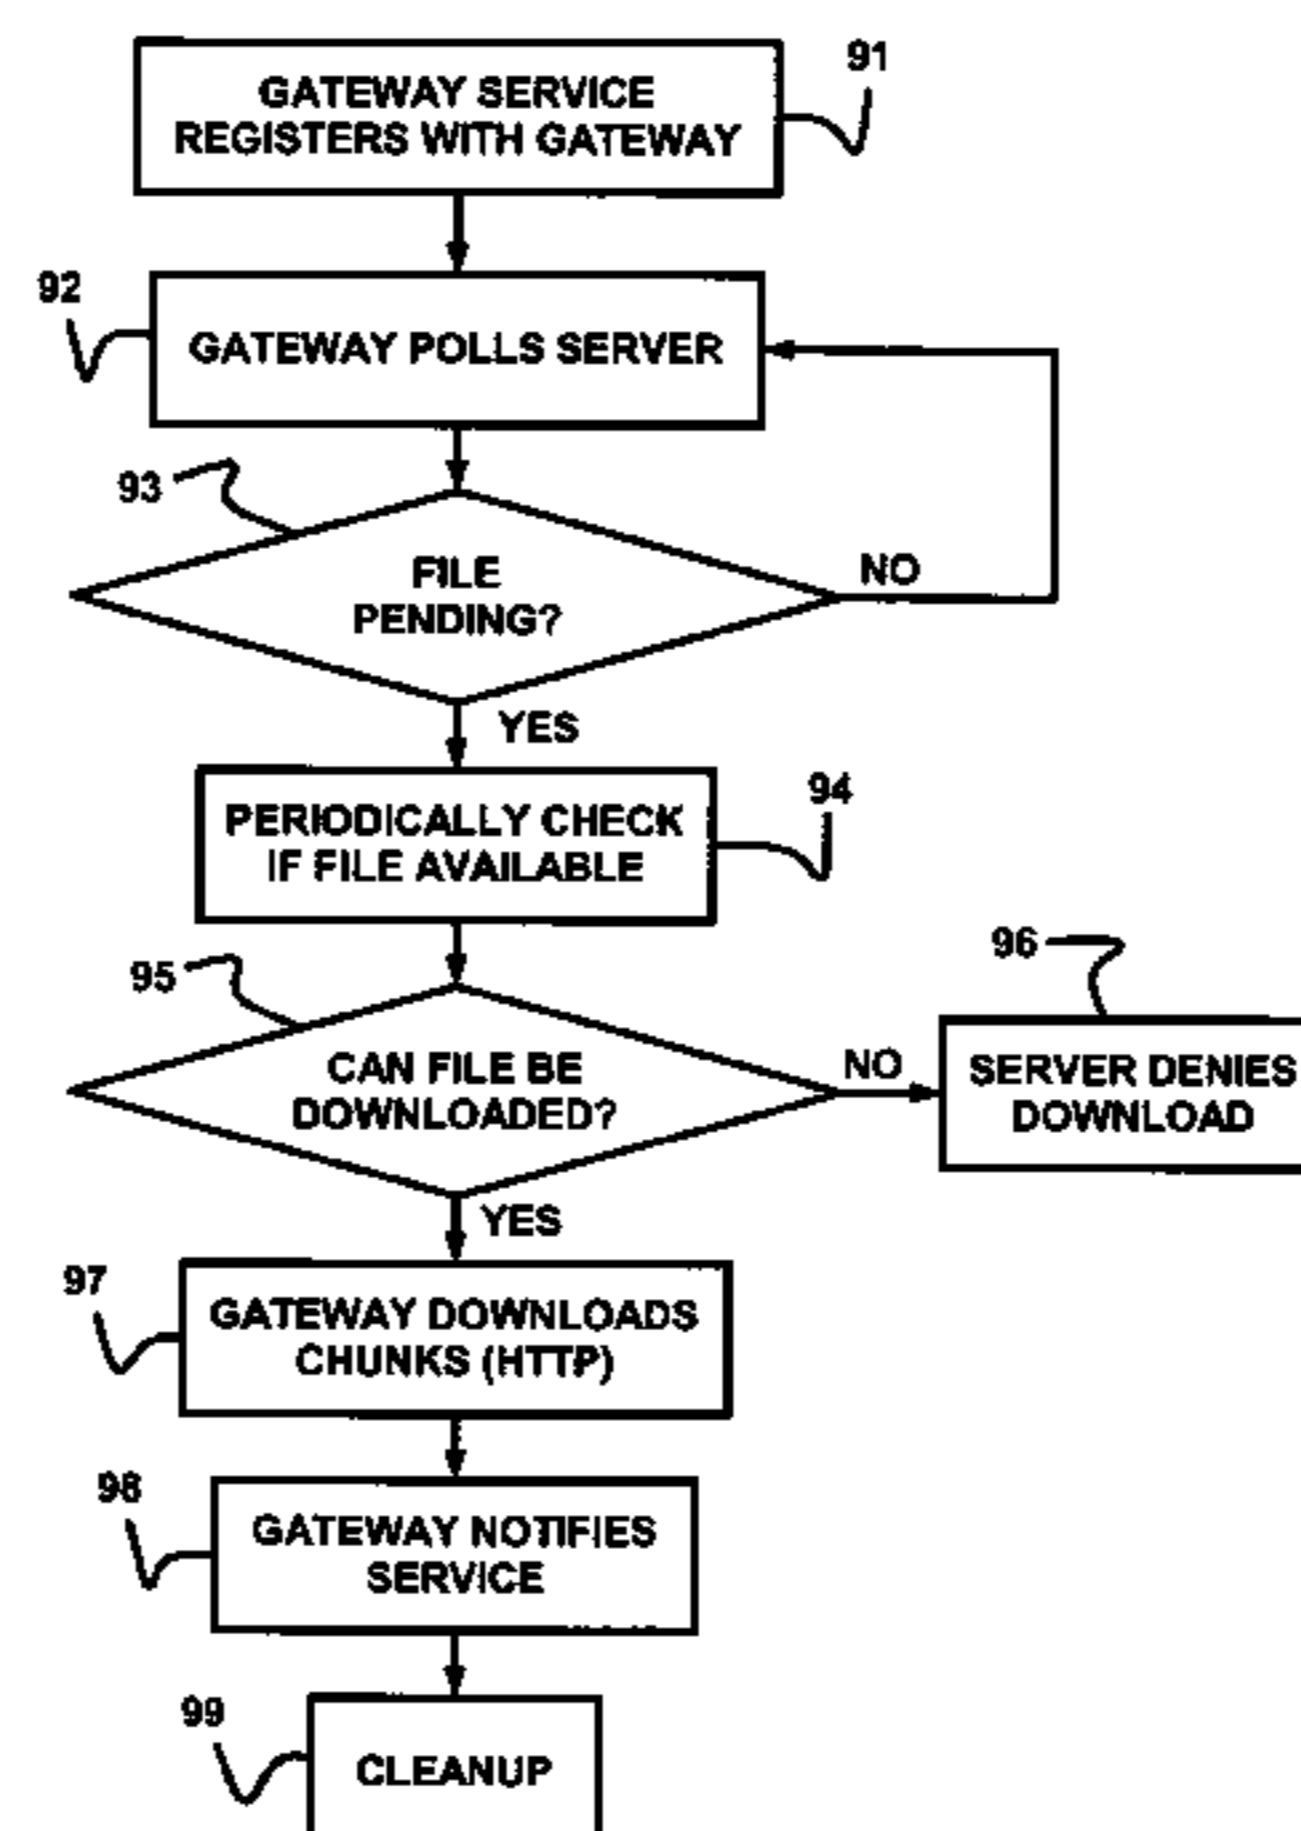 91
GATEWAY SERVICE
REGISTERS WITH GATEWAY
92
GATEWAY POLLS SERVER
93
FILE
PENDING?
NO
YES
94
PERIODICALLY CHECK
IF FILE AVAILABLE
95
CAN FILE BE
DOWNLOADED?
NO
96
SERVER DENIES
DOWNLOAD
YES
97
GATEWAY DOWNLOADS
CHUNKS (HTTP)
98
GATEWAY NOTIFIES
SERVICE
99
CLEANUP